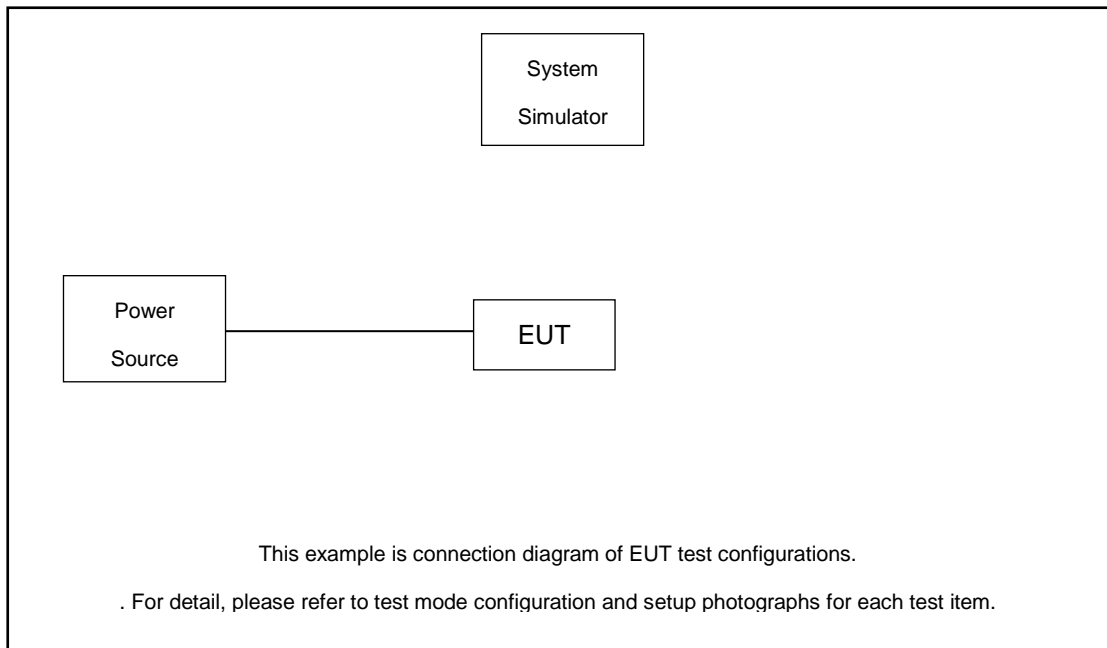 System
Simulator
Power
Source
EUT
This example is connection diagram of EUT test configurations.
. For detail, please refer to test mode configuration and setup photographs for each test item.